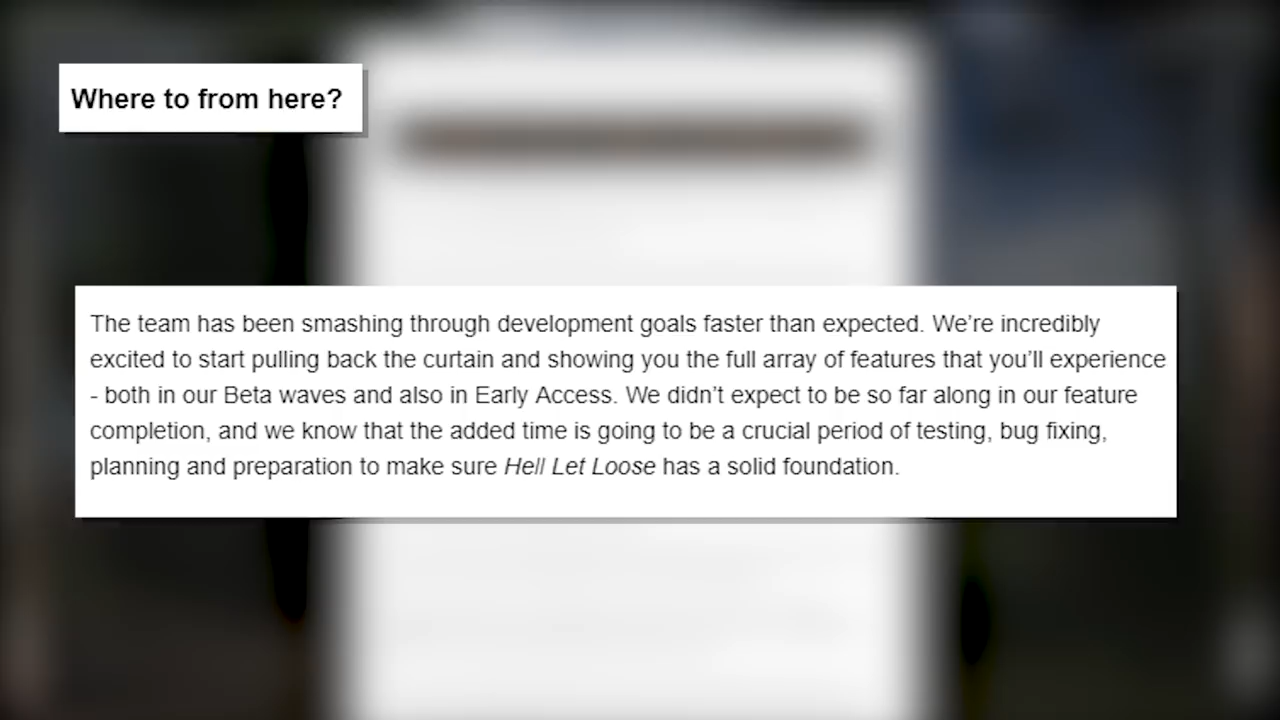 Where to from here?
The team has been smashing through development goals faster than expected. We’re incredibly
excited to start pulling back the curtain and showing you the full array of features that you’ll experience
- both in our Beta waves and also in Early Access. We didn’t expect to be so far along in our feature
completion, and we know that the added time is going to be a crucial period of testing, bug fixing,
planning and preparation to make sure Hell Let Loose has a solid foundation.